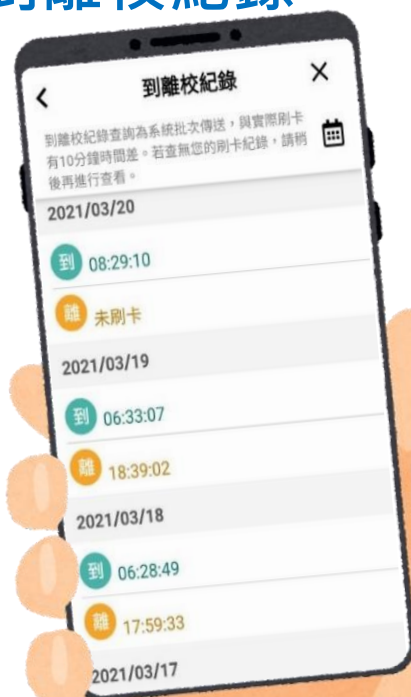 到離校紀錄
到離校紀錄
到離校紀錄查詢為系統批次傳送，與實際刷卡
有10分鐘時間差。若查無您的刷卡紀錄，請稍
後再進行查看。
2021/03/20
到 08:29:10
離 未刷卡
2021/03/19
到 06:33:07
離 18:39:02
2021/03/18
到 06:28:49
離 17:59:33
2021/03/17